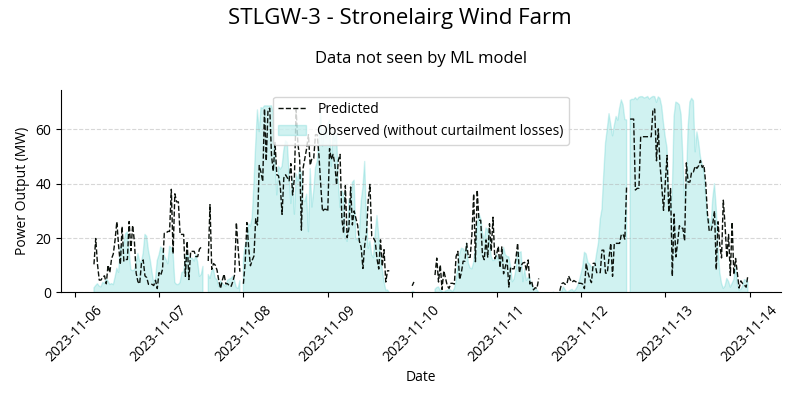 STLGW-3 - Stronelairg Wind Farm
Data not seen by ML model
Predicted
Observed (without curtailment losses)
Power Output (MW)
60
40
20
0
2023-11-06
2023-11-07
2023-11-08
2023-11-09
2023-11-10
2023-11-11
2023-11-12
2023-11-13
2023-11-14
Date